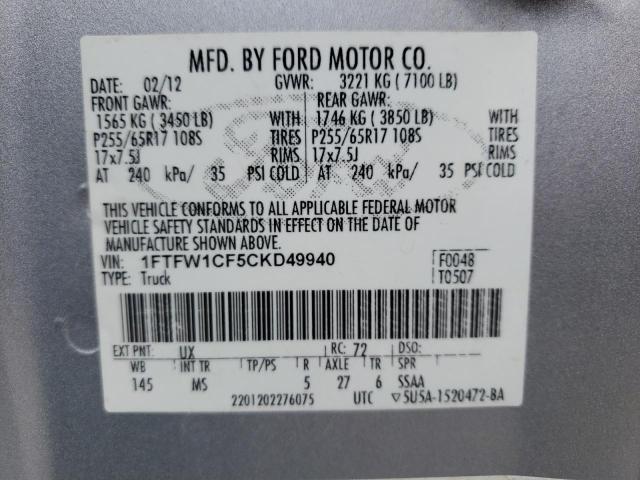 MFD. BY FORD MOTOR CO.
DATE: 02/12 GVWR: 3221 KG ( 7100 LB)
FRONT GAWR: REAR GAWR:
1565 KG ( 3450 LB) WITH 1746 KG ( 3850 LB) WITH
P255/65R17 108S TIRES P255/65R17 108S TIRES
17x7.5J RIMS 17x7.5J RIMS
AT 240 kPa/ 35 PSI COLD AT 240 kPa/ 35 PSI COLD
THIS VEHICLE CONFORMS TO ALL APPLICABLE FEDERAL MOTOR
VEHICLE SAFETY STANDARDS IN EFFECT ON THE DATE OF
MANUFACTURE SHOWN ABOVE.
VIN: 1FTFW1CF5CKD49940 F0048
TYPE: Truck T0507
EXT PNT: UX RC: 72 DSO:
WB INT TR TP/PS R AXLE TR SPR
145 MS 5 27 6 SSAA
2201202276075 UTC ▽5U5A-1520472-BA